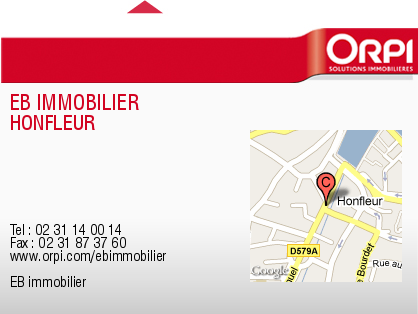 ORPI
SOLUTIONS IMMOBILIÈRES
EB IMMOBILIER
HONFLEUR
C
Honfleur
D579A
Google
Bourdet
Rue au
Tel : 02 31 14 00 14
Fax : 02 31 87 37 60
www.orpi.com/ebimmobilier
EB immobilier